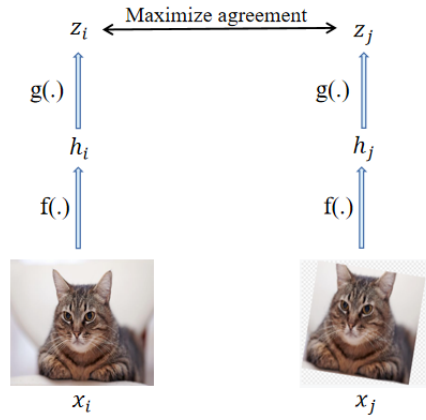 Maximize agreement
z_i z_j
g(.) g(.)
h_i h_j
f(.) f(.)
x_i x_j